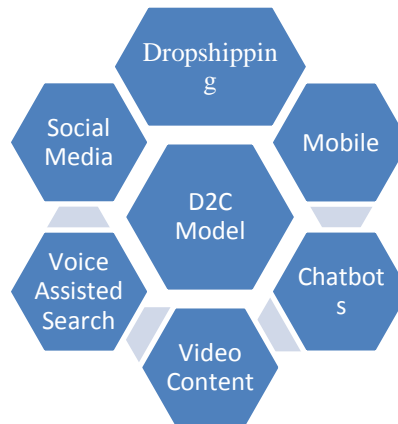 Dropshippin
g
Social
Media
Mobile
D2C
Model
Voice
Assisted
Search
Chatbot
s
Video
Content